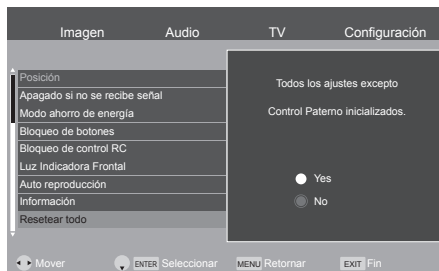 Imagen Audio TV Configuración
Posición
Apagado si no se recibe señal
Modo ahorro de energía
Bloqueo de botones
Bloqueo de control RC
Luz Indicadora Frontal
Auto reproducción
Información
Resetear todo
Todos los ajustes excepto
Control Paterno inicializados.
Yes
No
Mover ENTER Seleccionar MENU Retornar EXIT Fin